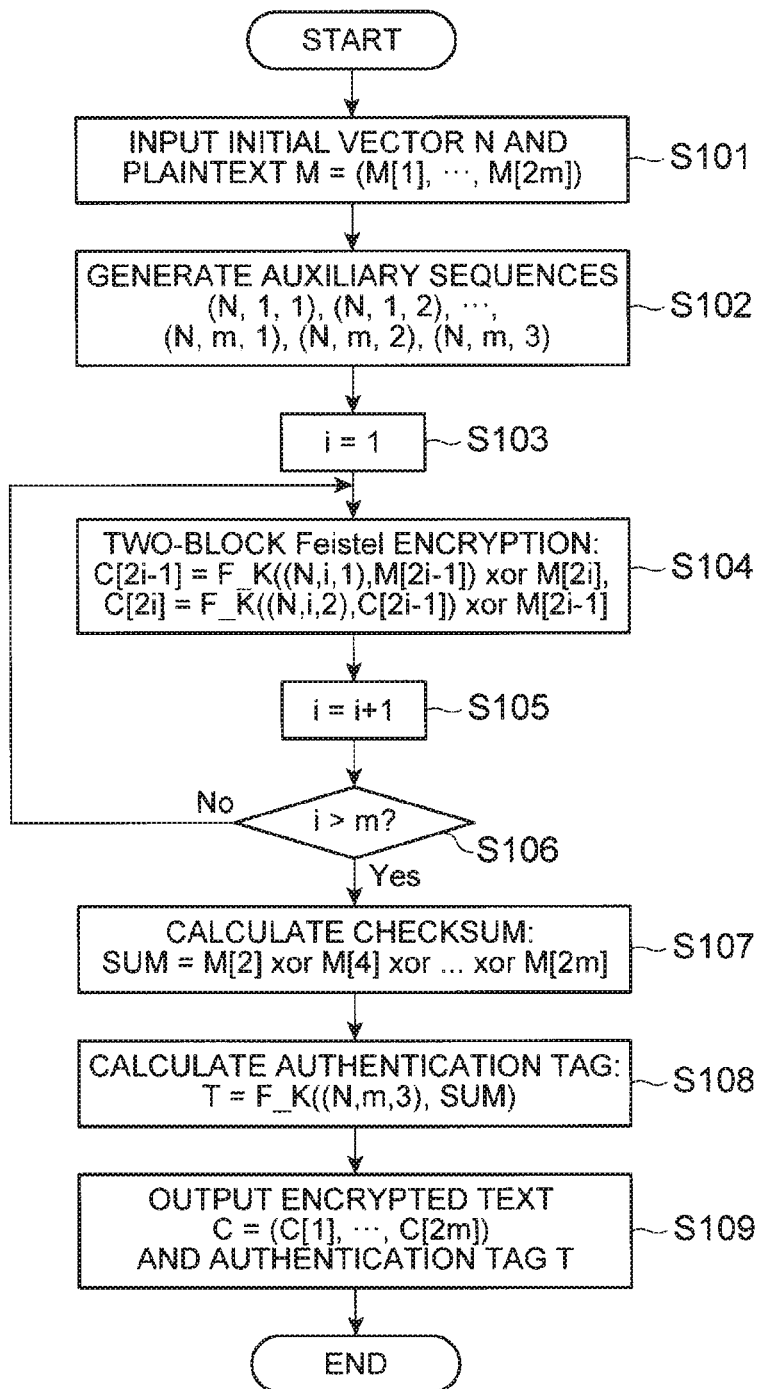 START
INPUT INITIAL VECTOR N AND
PLAINTEXT M = (M[1], ···, M[2m])
S101
GENERATE AUXILIARY SEQUENCES
(N, 1, 1), (N, 1, 2), ···,
(N, m, 1), (N, m, 2), (N, m, 3)
S102
i = 1
S103
TWO-BLOCK Feistel ENCRYPTION:
C[2i-1] = F_K((N,i,1),M[2i-1]) xor M[2i],
C[2i] = F_K((N,i,2),C[2i-1]) xor M[2i-1]
S104
i = i+1
S105
No
i > m?
S106
Yes
CALCULATE CHECKSUM:
SUM = M[2] xor M[4] xor ... xor M[2m]
S107
CALCULATE AUTHENTICATION TAG:
T = F_K((N,m,3), SUM)
S108
OUTPUT ENCRYPTED TEXT
C = (C[1], ···, C[2m])
AND AUTHENTICATION TAG T
S109
END